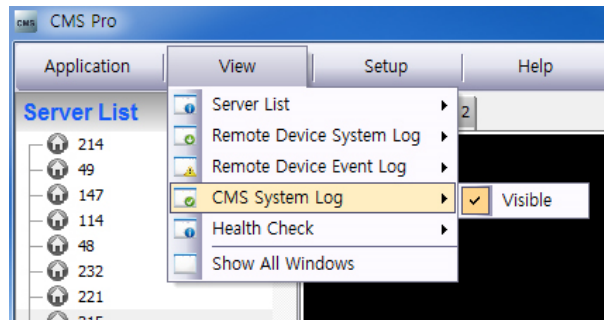 CMS CMS Pro
Application View Setup Help
Server List
214
49
147
114
48
232
221
Server List
Remote Device System Log
Remote Device Event Log
CMS System Log
Health Check
Show All Windows
Visible
2